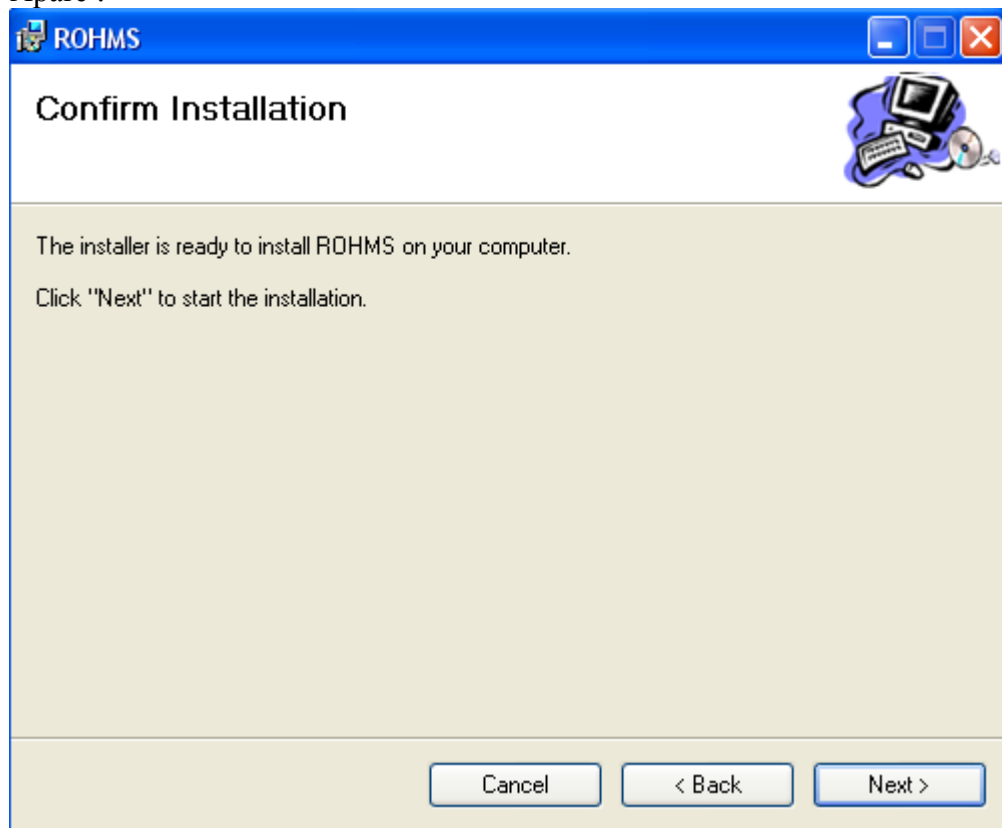 ROHMS
Confirm Installation
The installer is ready to install ROHMS on your computer.
Click "Next" to start the installation.
Cancel
< Back
Next >